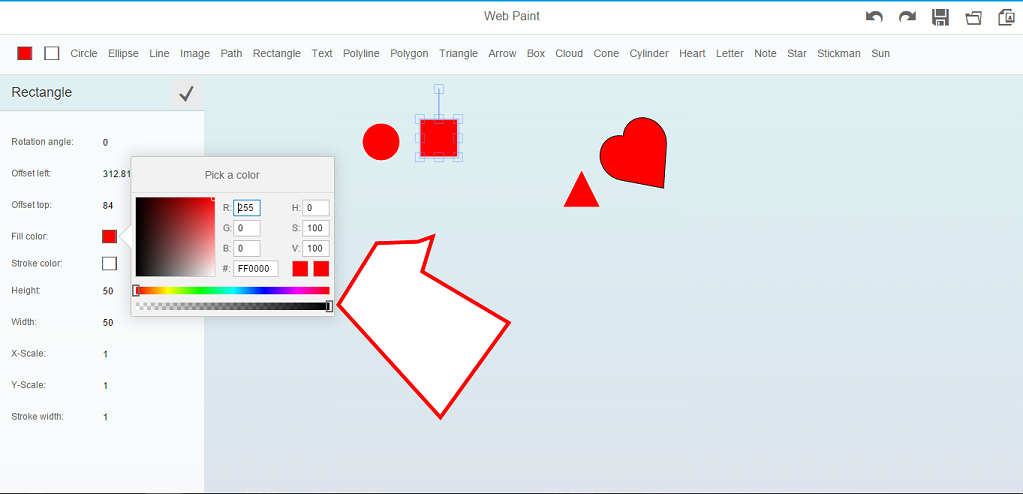 Web Paint
Circle Ellipse Line Image Path Rectangle Text Polyline Polygon Triangle Arrow Box Cloud Cone Cylinder Heart Letter Note Star Stickman Sun
Rectangle
Rotation angle: 0
Offset left: 312.81
Offset top: 84
Fill color:
Stroke color:
Height: 50
Width: 50
X-Scale: 1
Y-Scale: 1
Stroke width: 1
Pick a color
R: 255 H: 0
G: 0 S: 100
B: 0 V: 100
#: FF0000